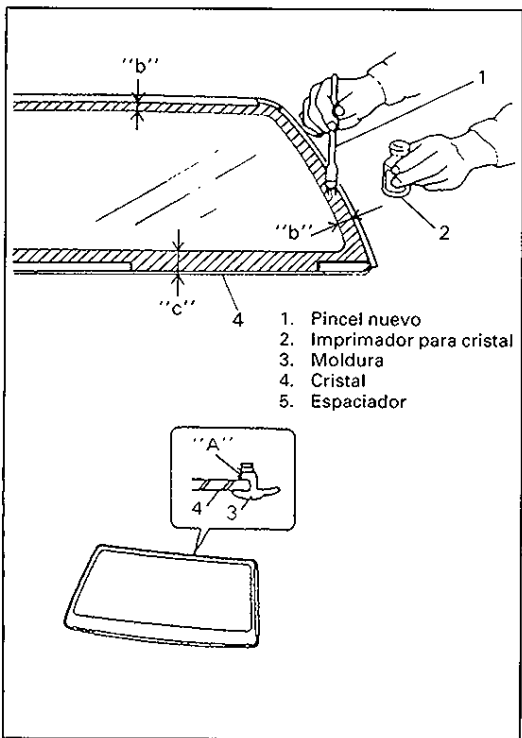 "b"
1
"b"
2
"c"
4
1. Pincel nuevo
2. Imprimador para cristal
3. Moldura
4. Cristal
5. Espaciador
"A"
4
3